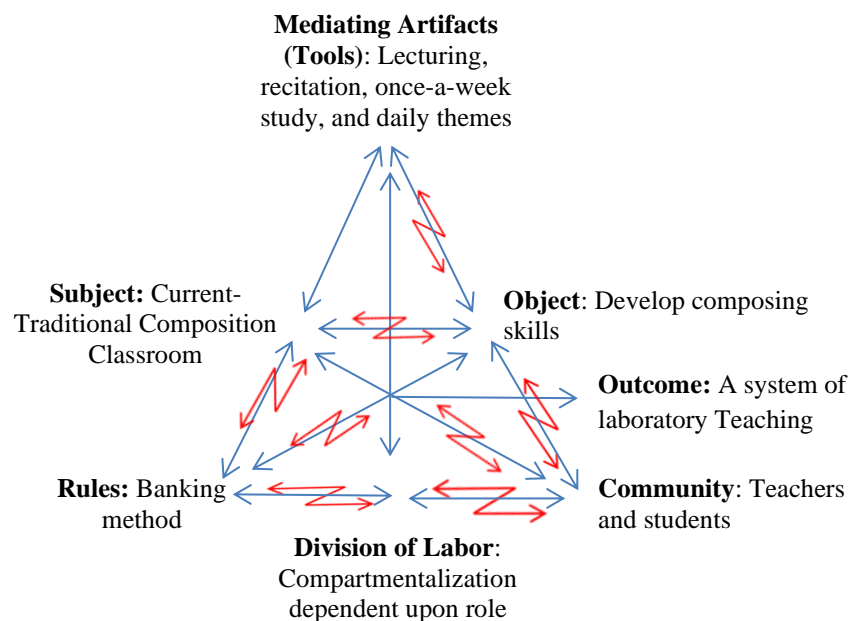 Mediating Artifacts
(Tools): Lecturing,
recitation, once-a-week
study, and daily themes
Subject: Current-
Traditional Composition
Classroom
Object: Develop composing
skills
Outcome: A system of
laboratory Teaching
Rules: Banking
method
Community: Teachers
and students
Division of Labor:
Compartmentalization
dependent upon role